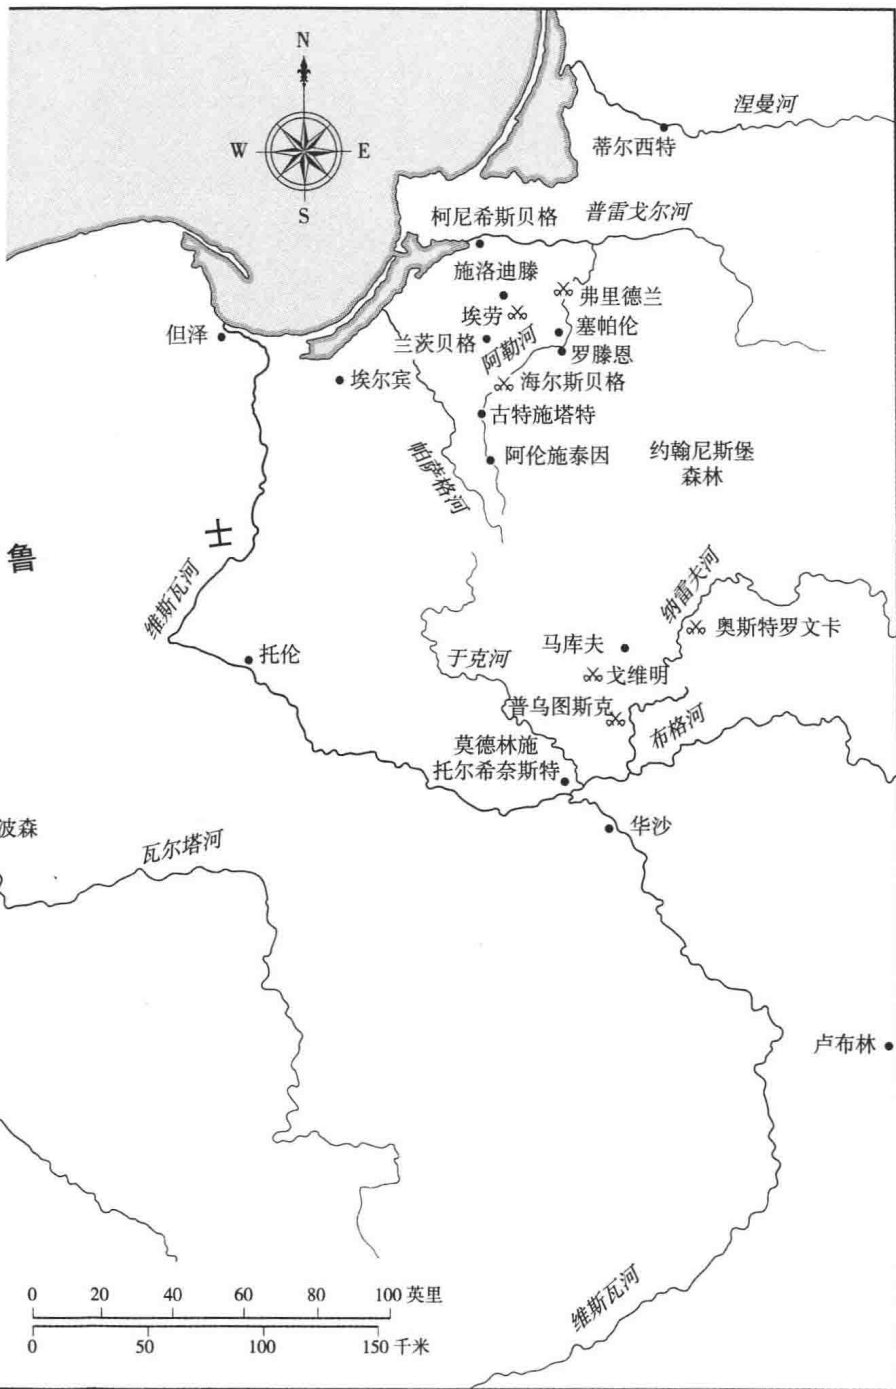 N
W
E
S
涅曼河
蒂尔西特
柯尼希斯贝格
普雷戈尔河
施洛迪滕
弗里德兰
埃劳
塞帕伦
但泽
兰茨贝格
阿勒河
罗滕恩
埃尔宾
海尔斯贝格
古特施塔特
帕萨格河
阿伦施泰因
约翰尼斯堡
森林
鲁
士
维斯瓦河
纳雷夫河
奥斯特罗文卡
托伦
于克河
马库夫
戈维明
普乌图斯克
布格河
莫德林施
托尔希奈斯特
波森
瓦尔塔河
华沙
卢布林
维斯瓦河
0 20 40 60 80 100 英里
0 50 100 150 千米